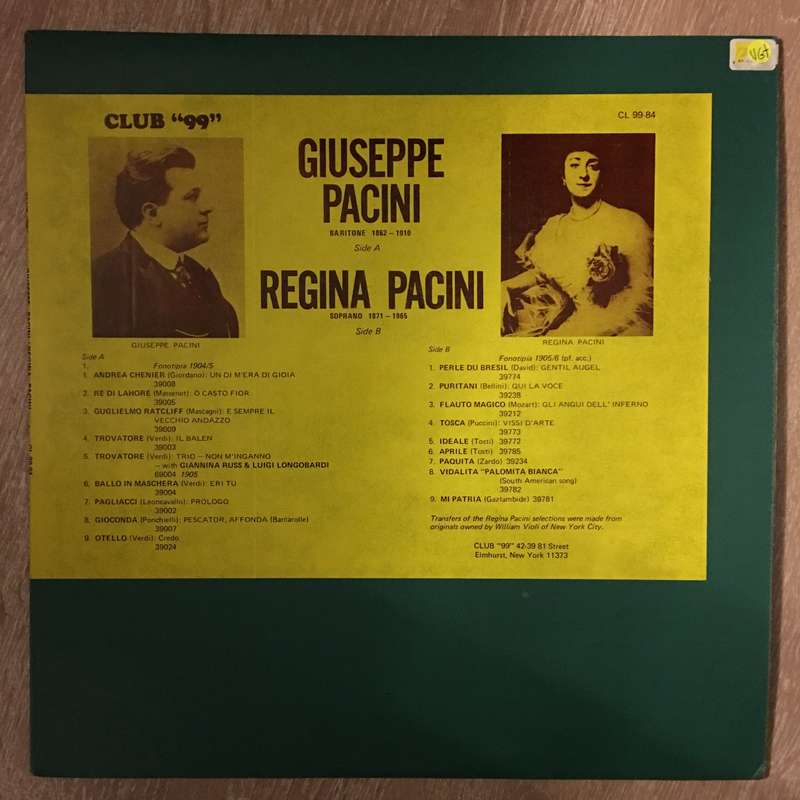 VG+
CLUB "99"
CL 99-84
GIUSEPPE
PACINI
BARITONE 1862 – 1910
Side A
REGINA PACINI
SOPRANO 1871 – 1965
Side B
GIUSEPPE PACINI
REGINA PACINI
Side A
1. Fonotipia 1904/5
1. ANDREA CHENIER (Giordano): UN DI M'ERA DI GIOIA
39008
2. RE DI LAHORE (Massenet): O CASTO FIOR
39005
3. GUGLIELMO RATCLIFF (Mascagni): E SEMPRE IL
VECCHIO ANDAZZO
39009
4. TROVATORE (Verdi): IL BALEN
39003
5. TROVATORE (Verdi): TRIO – NON M'INGANNO
– with GIANNINA RUSS & LUIGI LONGOBARDI
69004 1905
6. BALLO IN MASCHERA (Verdi): ERI TU
39004
7. PAGLIACCI (Leoncavallo): PROLOGO
39002
8. GIOCONDA (Ponchielli): PESCATOR, AFFONDA (Barcarolle)
39007
9. OTELLO (Verdi): Credo
39024
Side B
Fonotipia 1905/6 (pf. acc.)
1. PERLE DU BRESIL (David): GENTIL AUGEL
39774
2. PURITANI (Bellini): QUI LA VOCE
39238
3. FLAUTO MAGICO (Mozart): GLI ANGUI DELL' INFERNO
39212
4. TOSCA (Puccini): VISSI D'ARTE
39773
5. IDEALE (Tosti) 39772
6. APRILE (Tosti) 39785
7. PAQUITA (Zardo) 39234
8. VIDALITA "PALOMITA BIANCA"
(South American song)
39782
9. MI PATRIA (Gaztambide) 39781
Transfers of the Regina Pacini selections were made from
originals owned by William Violi of New York City.
CLUB "99" 42-39 81 Street
Elmhurst, New York 11373